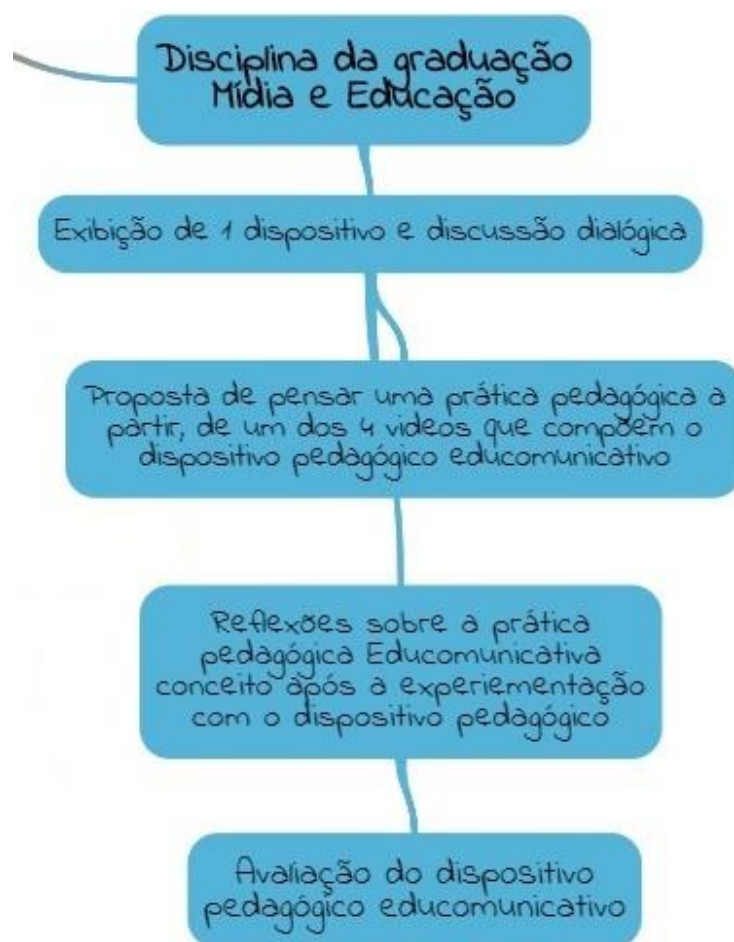 Disciplina da graduação
Mídia e Educação
Exibição de 1 dispositivo e discussão dialógica
Proposta de pensar uma prática pedagógica a
partir, de um dos 4 videos que compõem o
dispositivo pedagógico educomunicativo
Reflexões sobre a prática
pedagógica Educomunicativa
conceito após a experiementação
com o dispositivo pedagógico
Avaliação do dispositivo
pedagógico educomunicativo